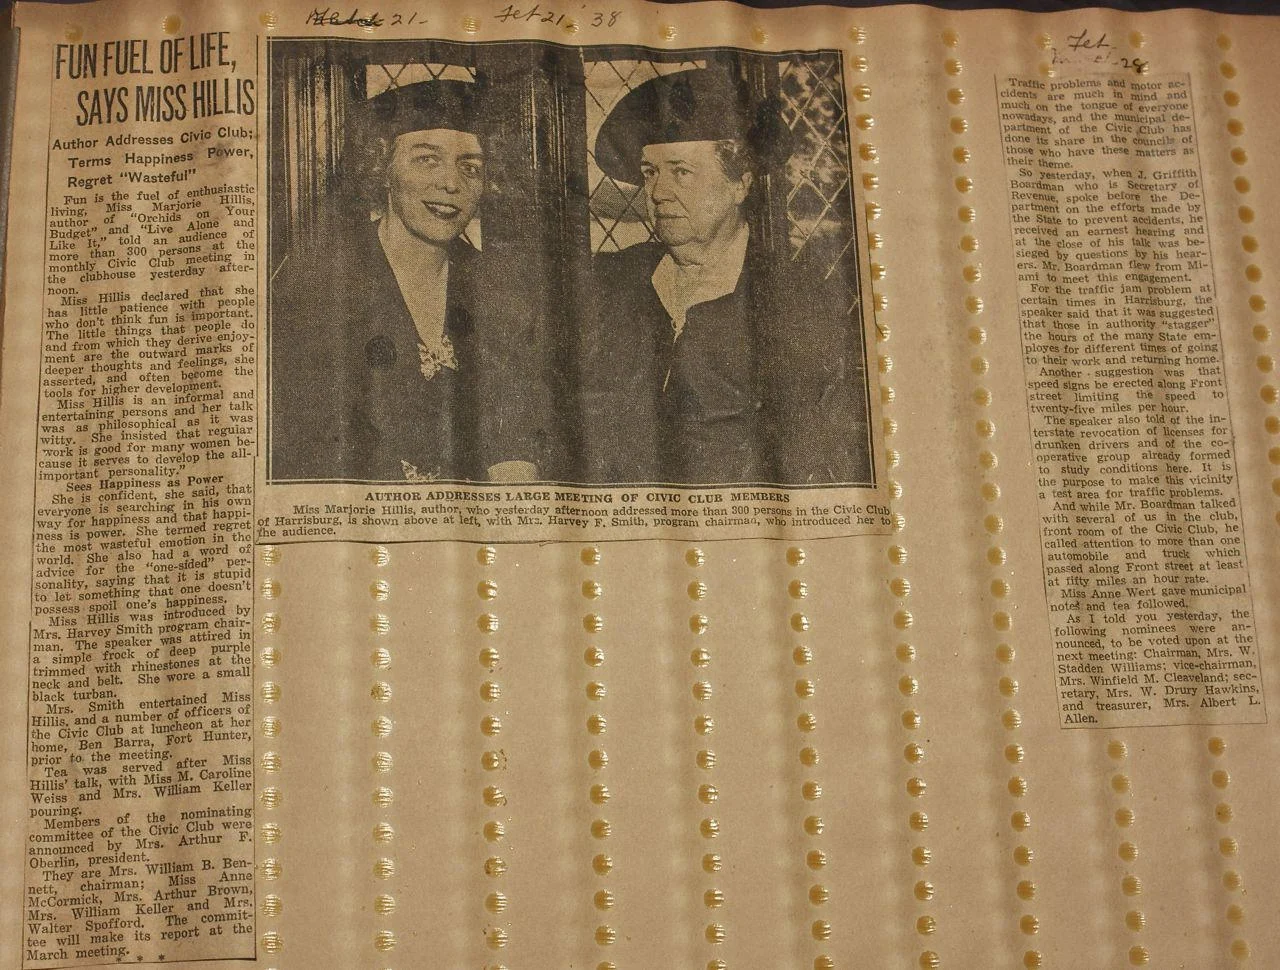 21- Feb 21 - '38
FUN FUEL OF LIFE,
SAYS MISS HILLIS
Author Addresses Civic Club;
Terms Happiness Power,
Regret "Wasteful"
Fun is the fuel of enthusiastic
living, Miss Marjorie Hillis,
author of "Orchids on Your
Budget" and "Live Alone and
Like It," told an audience of
more than 300 persons at the
monthly Civic Club meeting in
the clubhouse yesterday after-
noon.
Miss Hillis declared that she
has little patience with people
who don't think fun is important.
The little things that people do
and from which they derive enjoy-
ment are the outward marks of
deeper thoughts and feelings, she
asserted, and often become the
tools for higher development.
Miss Hillis is an informal and
entertaining persons and her talk
was as philosophical as it was
witty. She insisted that regular
"work is good for many women be-
cause it serves to develop the all-
important personality."
Sees Happiness as Power
She is confident, she said, that
everyone is searching in his own
way for happiness and that happi-
ness is power. She termed regret
the most wasteful emotion in the
world. She also had a word of
advice for the "one-sided" per-
sonality, saying that it is stupid
to let something that one doesn't
possess spoil one's happiness.
Miss Hillis was introduced by
Mrs. Harvey Smith program chair-
man. The speaker was attired in
a simple frock of deep purple
trimmed with rhinestones at the
neck and belt. She wore a small
black turban.
Mrs. Smith entertained Miss
Hillis, and a number of officers of
the Civic Club at luncheon at her
home, Ben Barra, Fort Hunter,
prior to the meeting.
Tea was served after Miss
Hillis' talk, with Miss M. Caroline
Weiss and Mrs. William Keller
pouring.
Members of the nominating
committee of the Civic Club were
announced by Mrs. Arthur F.
Oberlin, president.
They are Mrs. William B. Ben-
nett, chairman; Miss Anne
McCormick, Mrs. Arthur Brown,
Mrs. William Keller and Mrs.
Walter Spofford. The commit-
tee will make its report at the
March meeting.
* * *
AUTHOR ADDRESSES LARGE MEETING OF CIVIC CLUB MEMBERS
Miss Marjorie Hillis, author, who yesterday afternoon addressed more than 300 persons in the Civic Club
of Harrisburg, is shown above at left, with Mrs. Harvey F. Smith, program chairman, who introduced her to
the audience.
Feb
Traffic problems and motor ac-
cidents are much in mind and
much on the tongue of everyone
nowadays, and the municipal de-
partment of the Civic Club has
done its share in the councils of
those who have these matters as
their theme.
So yesterday, when J. Griffith
Boardman who is Secretary of
Revenue, spoke before the De-
partment on the efforts made by
the State to prevent accidents, he
received an earnest hearing and
at the close of his talk was be-
sieged by questions by his hear-
ers. Mr. Boardman flew from Mi-
ami to meet this engagement.
For the traffic jam problem at
certain times in Harrisburg, the
speaker said that it was suggested
that those in authority "stagger"
the hours of the many State em-
ployes for different times of going
to their work and returning home.
Another suggestion was that
speed signs be erected along Front
street limiting the speed to
twenty-five miles per hour.
The speaker also told of the in-
terstate revocation of licenses for
drunken drivers and of the co-
operative group already formed
to study conditions here. It is
the purpose to make this vicinity
a test area for traffic problems.
And while Mr. Boardman talked
with several of us in the club,
front room of the Civic Club, he
called attention to more than one
automobile and truck which
passed along Front street at least
at fifty miles an hour rate.
Miss Anne Wert gave municipal
notes and tea followed.
As I told you yesterday, the
following nominees were an-
nounced, to be voted upon at the
next meeting: Chairman, Mrs. W.
Stadden Williams; vice-chairman,
Mrs. Winfield M. Cleaveland; sec-
retary, Mrs. W. Drury Hawkins,
and treasurer, Mrs. Albert L.
Allen.